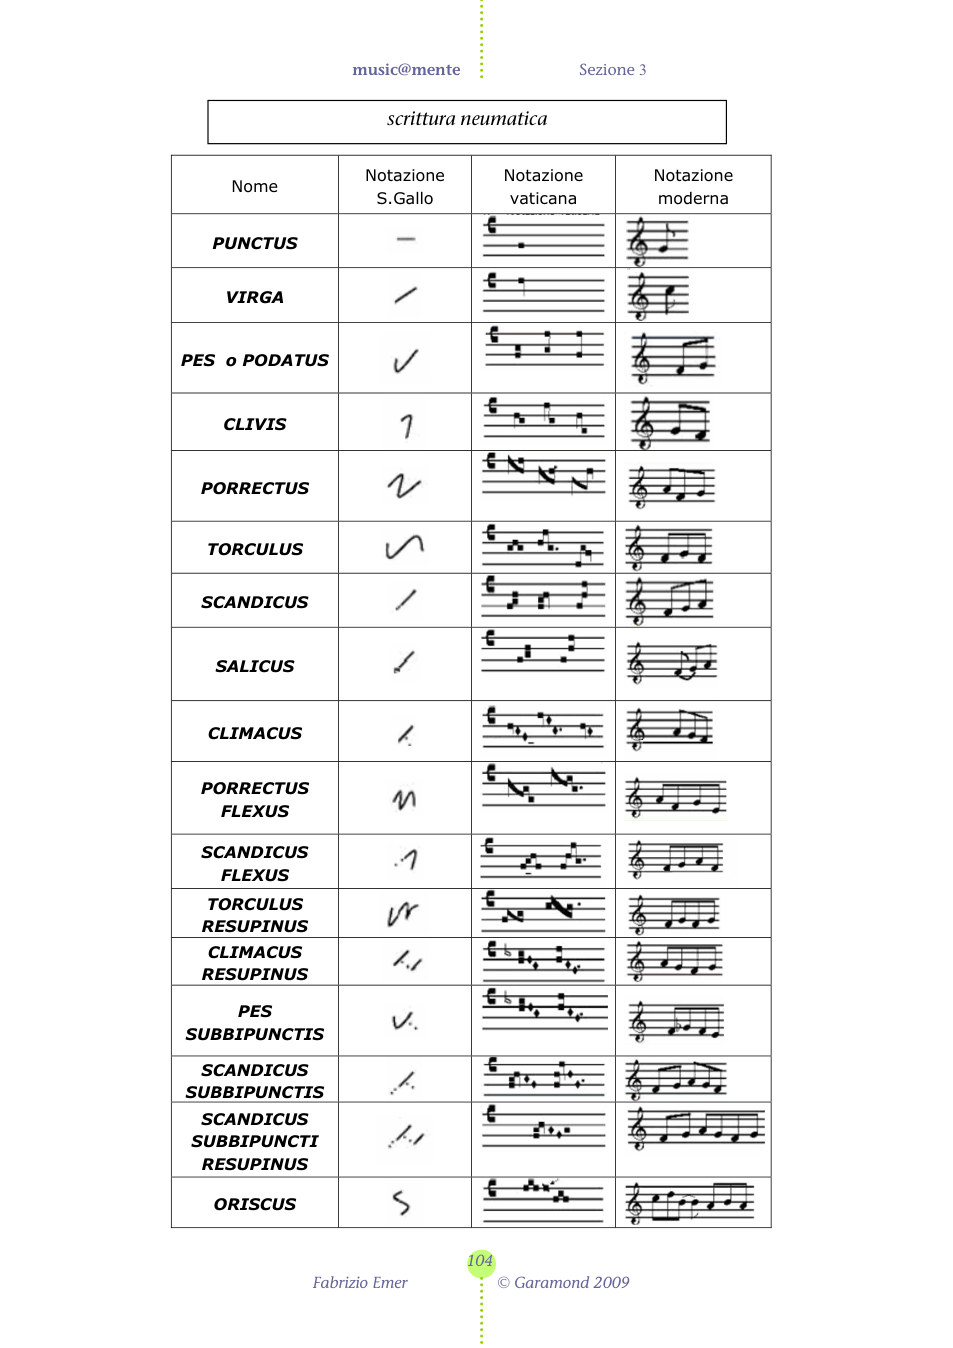 music@mente Sezione 3
scrittura neumatica
Nome Notazione S.Gallo Notazione vaticana Notazione moderna
PUNCTUS
VIRGA
PES o PODATUS
CLIVIS
PORRECTUS
TORCULUS
SCANDICUS
SALICUS
CLIMACUS
PORRECTUS
FLEXUS
SCANDICUS
FLEXUS
TORCULUS
RESUPINUS
CLIMACUS
RESUPINUS
PES
SUBBIPUNCTIS
SCANDICUS
SUBBIPUNCTIS
SCANDICUS
SUBBIPUNCTI
RESUPINUS
ORISCUS
104
Fabrizio Emer © Garamond 2009